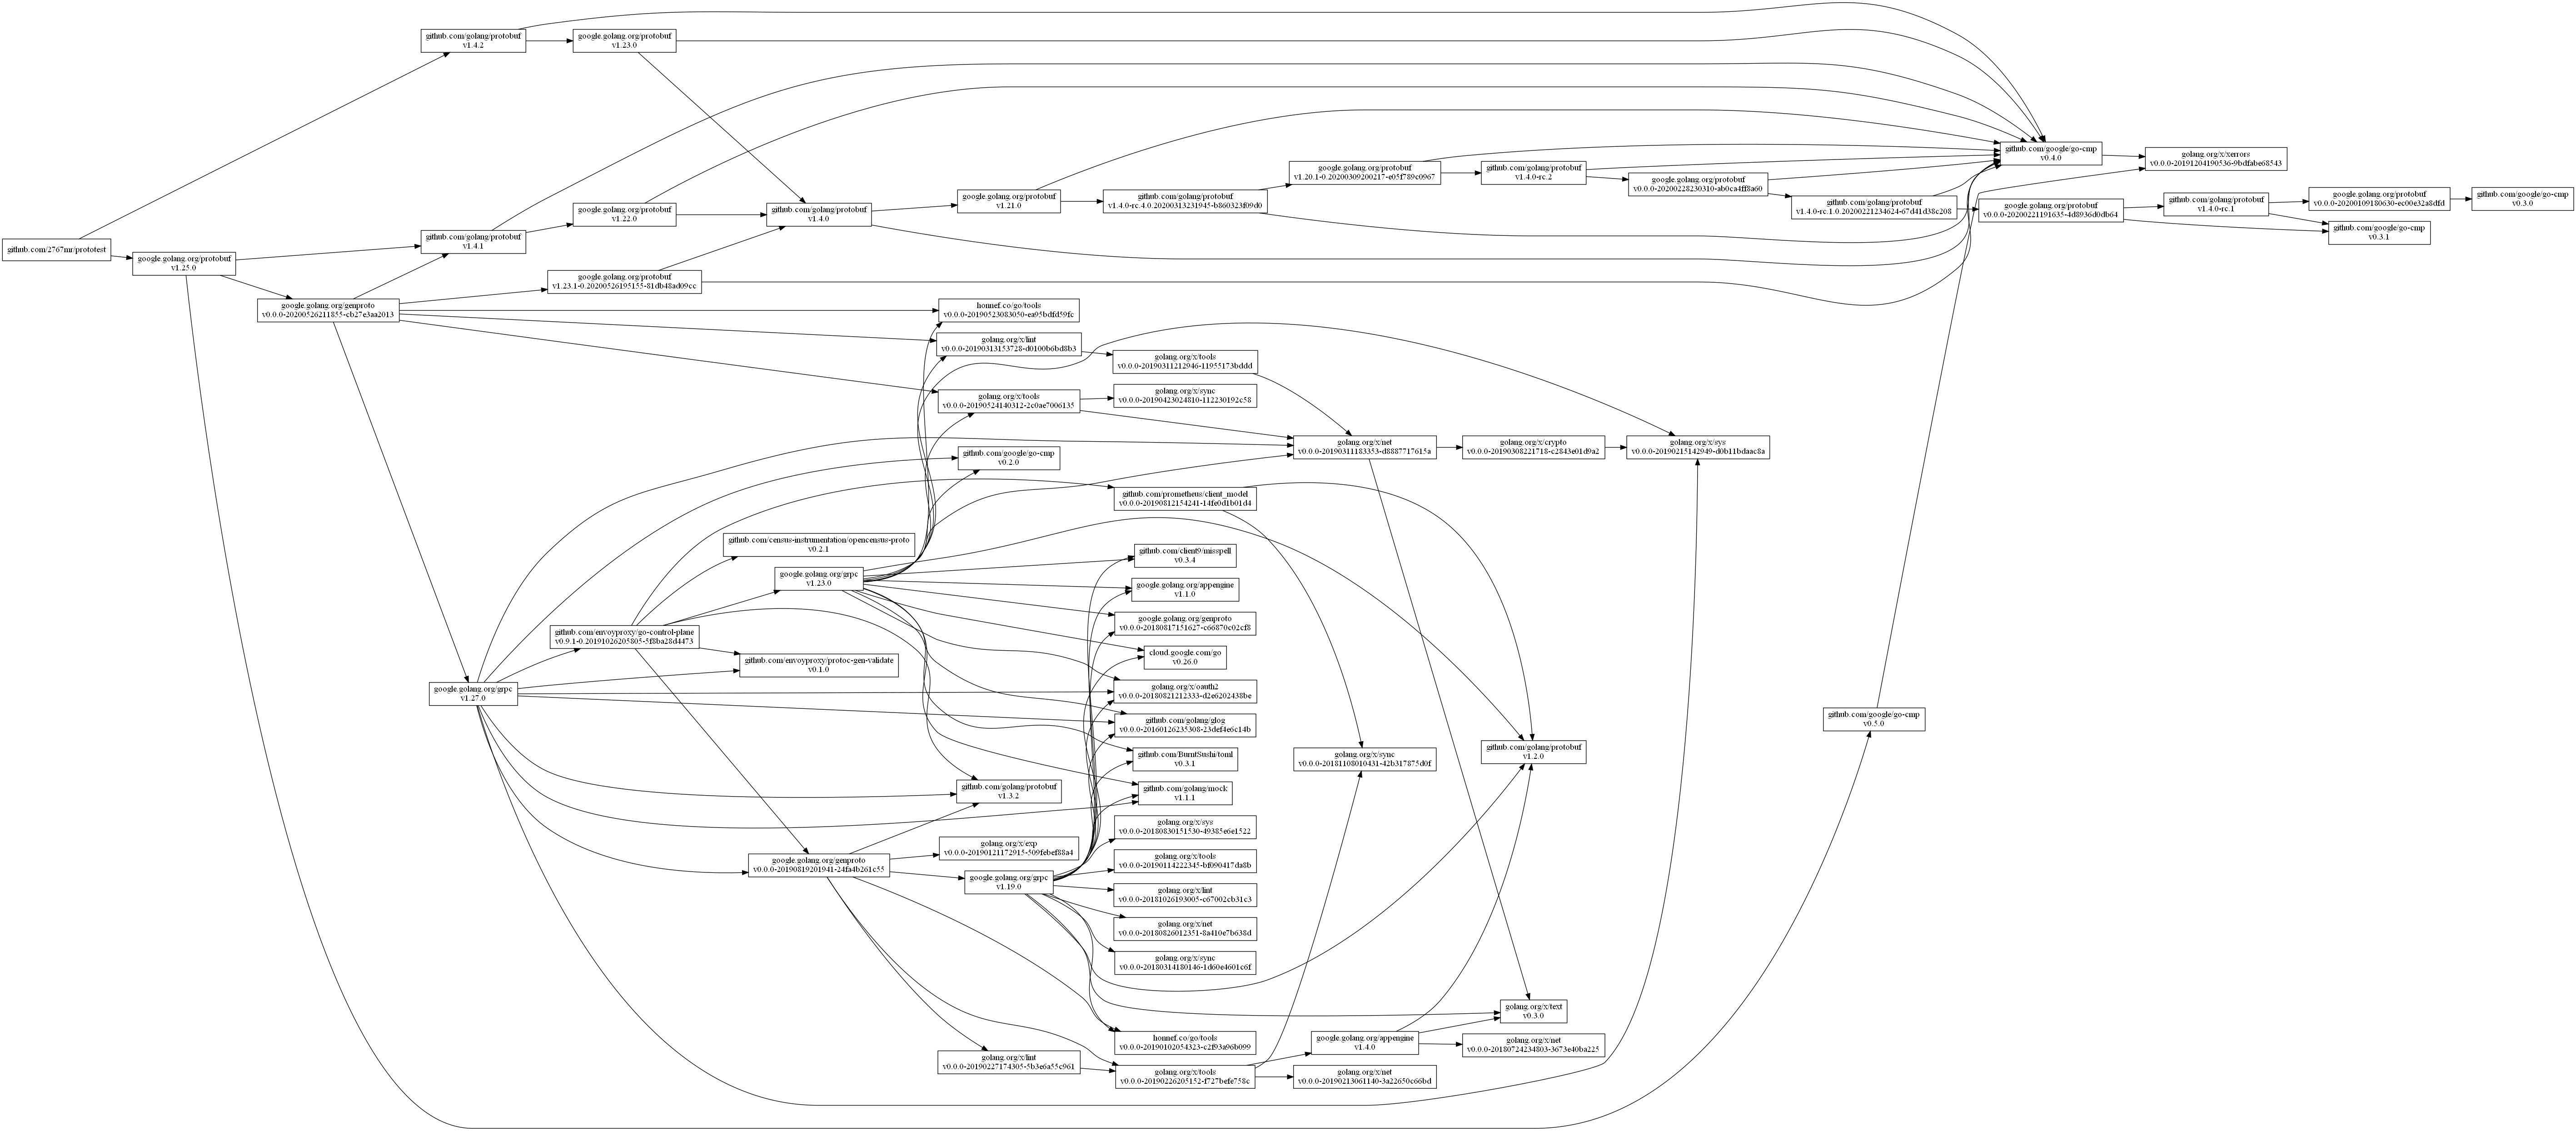 github.com/golang/protobuf
v1.4.2
google.golang.org/protobuf
v1.23.0
github.com/google/go-cmp
v0.4.0
golang.org/x/xerrors
v0.0.0-20191204190536-9bdfabe68543
google.golang.org/protobuf
v1.20.1-0.20200309200217-e05f789c0967
github.com/golang/protobuf
v1.4.0-rc.2
google.golang.org/protobuf
v0.0.0-20200228230310-ab0ca4ff8a60
github.com/golang/protobuf
v1.4.0-rc.1.0.20200221234624-67d41d38c208
google.golang.org/protobuf
v0.0.0-20200221191635-4d8936d0db64
github.com/golang/protobuf
v1.4.0-rc.1
google.golang.org/protobuf
v0.0.0-20200109180630-ec00e32a8dfd
github.com/google/go-cmp
v0.3.0
github.com/google/go-cmp
v0.3.1
google.golang.org/protobuf
v1.21.0
github.com/golang/protobuf
v1.4.0-rc.4.0.20200313231945-b860323f09d0
google.golang.org/protobuf
v1.22.0
github.com/golang/protobuf
v1.4.0
github.com/2767mr/prototest
google.golang.org/protobuf
v1.25.0
github.com/golang/protobuf
v1.4.1
google.golang.org/protobuf
v1.23.1-0.20200526195155-81db48ad09cc
google.golang.org/genproto
v0.0.0-20200526211855-cb27e3aa2013
honnef.co/go/tools
v0.0.0-20190523083050-ea95bdfd59fc
golang.org/x/lint
v0.0.0-20190313153728-d0100b6bd8b3
golang.org/x/tools
v0.0.0-20190311212946-11955173bddd
golang.org/x/tools
v0.0.0-20190524140312-2c0ae7006135
golang.org/x/sync
v0.0.0-20190423024810-112230192c58
golang.org/x/net
v0.0.0-20190311183353-d8887717615a
golang.org/x/crypto
v0.0.0-20190308221718-c2843e01d9a2
golang.org/x/sys
v0.0.0-20190215142949-d0b11bdaac8a
github.com/google/go-cmp
v0.2.0
github.com/prometheus/client_model
v0.0.0-20190812154241-14fe0d1b01d4
github.com/census-instrumentation/opencensus-proto
v0.2.1
github.com/client9/misspell
v0.3.4
google.golang.org/grpc
v1.23.0
google.golang.org/appengine
v1.1.0
google.golang.org/genproto
v0.0.0-20180817151627-c66870c02cf8
github.com/envoyproxy/go-control-plane
v0.9.1-0.20191026205805-5f8ba28d4473
cloud.google.com/go
v0.26.0
github.com/envoyproxy/protoc-gen-validate
v0.1.0
google.golang.org/grpc
v1.27.0
golang.org/x/oauth2
v0.0.0-20180821212333-d2e6202438be
github.com/golang/glog
v0.0.0-20160126235308-23def4e6c14b
github.com/google/go-cmp
v0.5.0
github.com/BurntSushi/toml
v0.3.1
golang.org/x/sync
v0.0.0-20181108010431-42b317875d0f
github.com/golang/protobuf
v1.2.0
github.com/golang/protobuf
v1.3.2
github.com/golang/mock
v1.1.1
golang.org/x/sys
v0.0.0-20180830151530-49385e6e1522
golang.org/x/exp
v0.0.0-20190121172915-509febef88a4
google.golang.org/genproto
v0.0.0-20190819201941-24fa4b261c55
golang.org/x/tools
v0.0.0-20190114222345-bf090417da8b
google.golang.org/grpc
v1.19.0
golang.org/x/lint
v0.0.0-20181026193005-c67002cb31c3
golang.org/x/net
v0.0.0-20180826012351-8a410e7b638d
golang.org/x/sync
v0.0.0-20180314180146-1d60e4601c6f
golang.org/x/text
v0.3.0
honnef.co/go/tools
v0.0.0-20190102054323-c2f93a96b099
google.golang.org/appengine
v1.4.0
golang.org/x/net
v0.0.0-20180724234803-3673e40ba225
golang.org/x/lint
v0.0.0-20190227174305-5b3e6a55c961
golang.org/x/tools
v0.0.0-20190226205152-f727befe758c
golang.org/x/net
v0.0.0-20190213061140-3a22650c66bd